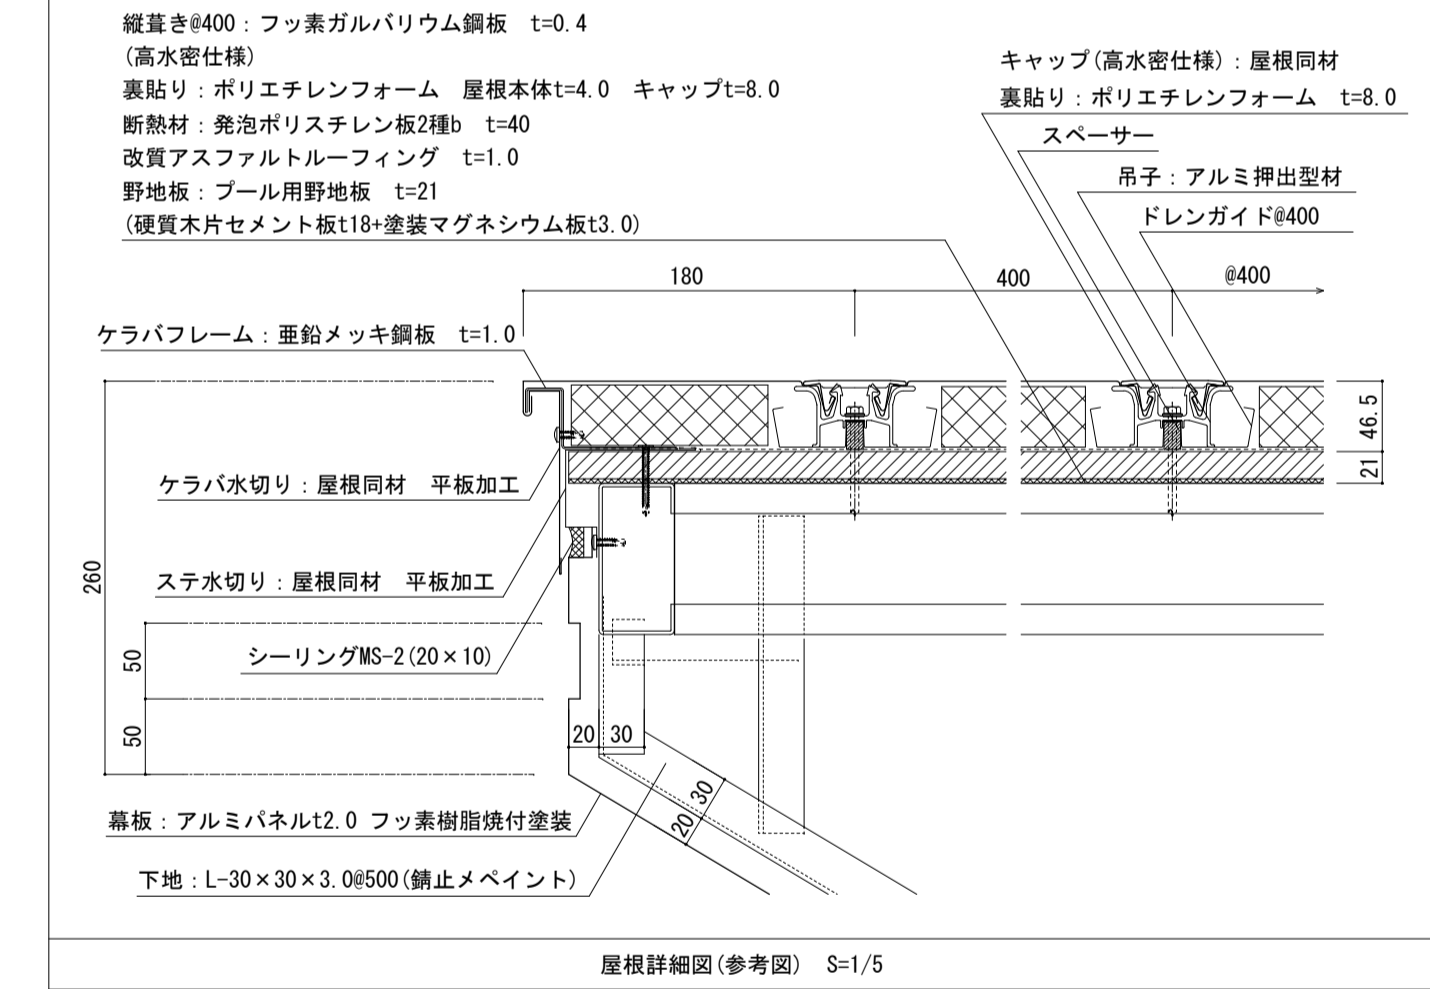 縦葺き@400：フッ素ガルバリウム鋼板　t=0.4
(高水密仕様)
裏貼り：ポリエチレンフォーム　屋根本体t=4.0　キャップt=8.0
断熱材：発泡ポリスチレン板2種b　t=40
改質アスファルトルーフィング　t=1.0
野地板：プール用野地板　t=21
(硬質木片セメント板t18+塗装マグネシウム板t3.0)
キャップ(高水密仕様)：屋根同材
裏貼り：ポリエチレンフォーム　t=8.0
スペーサー
吊子：アルミ押出型材
ドレンガイド@400
180
400
@400
ケラバフレーム：亜鉛メッキ鋼板　t=1.0
46.5
21
ケラバ水切り：屋根同材　平板加工
260
ステ水切り：屋根同材　平板加工
シーリングMS-2(20×10)
50
50
20
30
30
20
幕板：アルミパネルt2.0 フッ素樹脂焼付塗装
下地：L-30×30×3.0@500(錆止メペイント)
屋根詳細図(参考図)　S=1/5